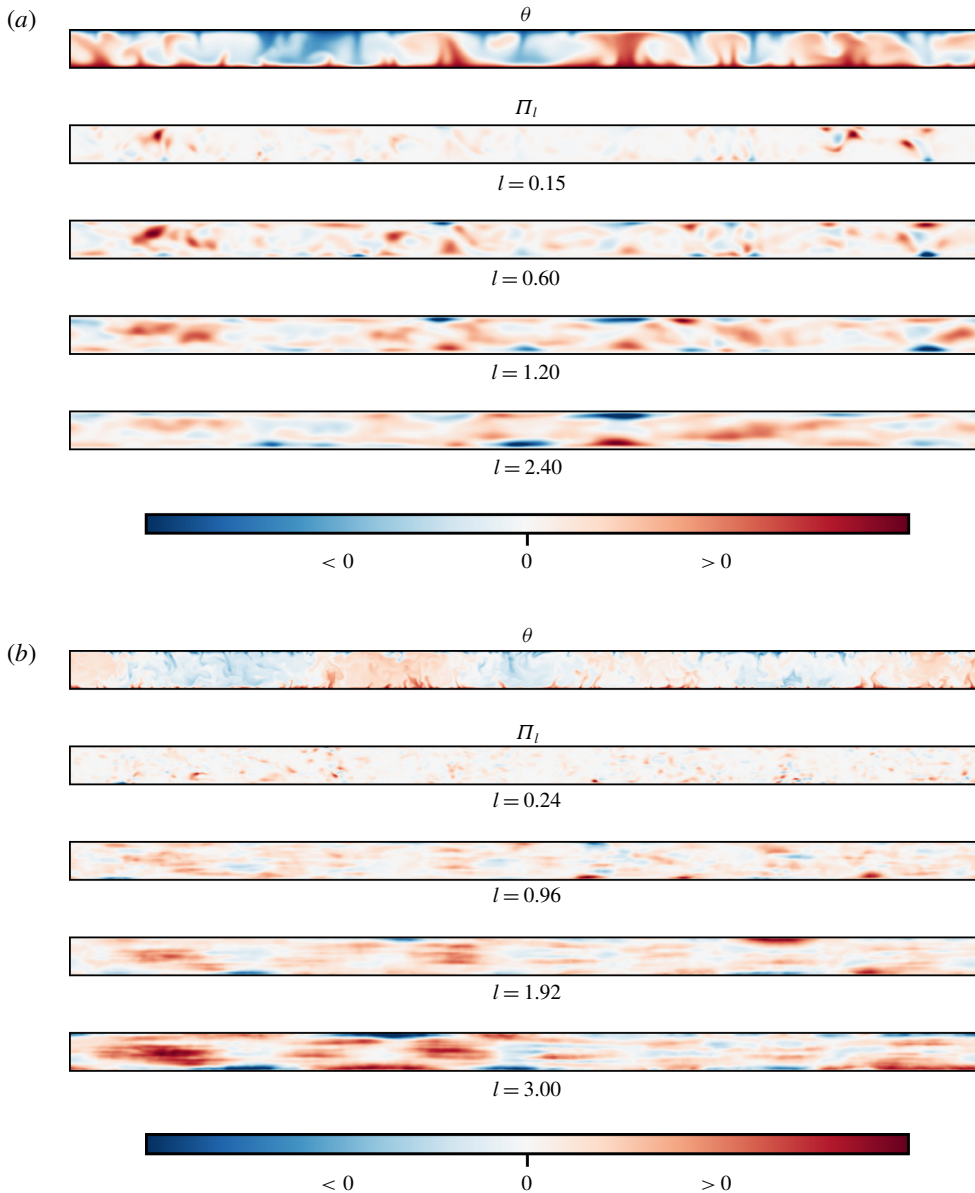 (a)
θ
Π_l
l = 0.15
l = 0.60
l = 1.20
l = 2.40
< 0 0 > 0
(b)
θ
Π_l
l = 0.24
l = 0.96
l = 1.92
l = 3.00
< 0 0 > 0